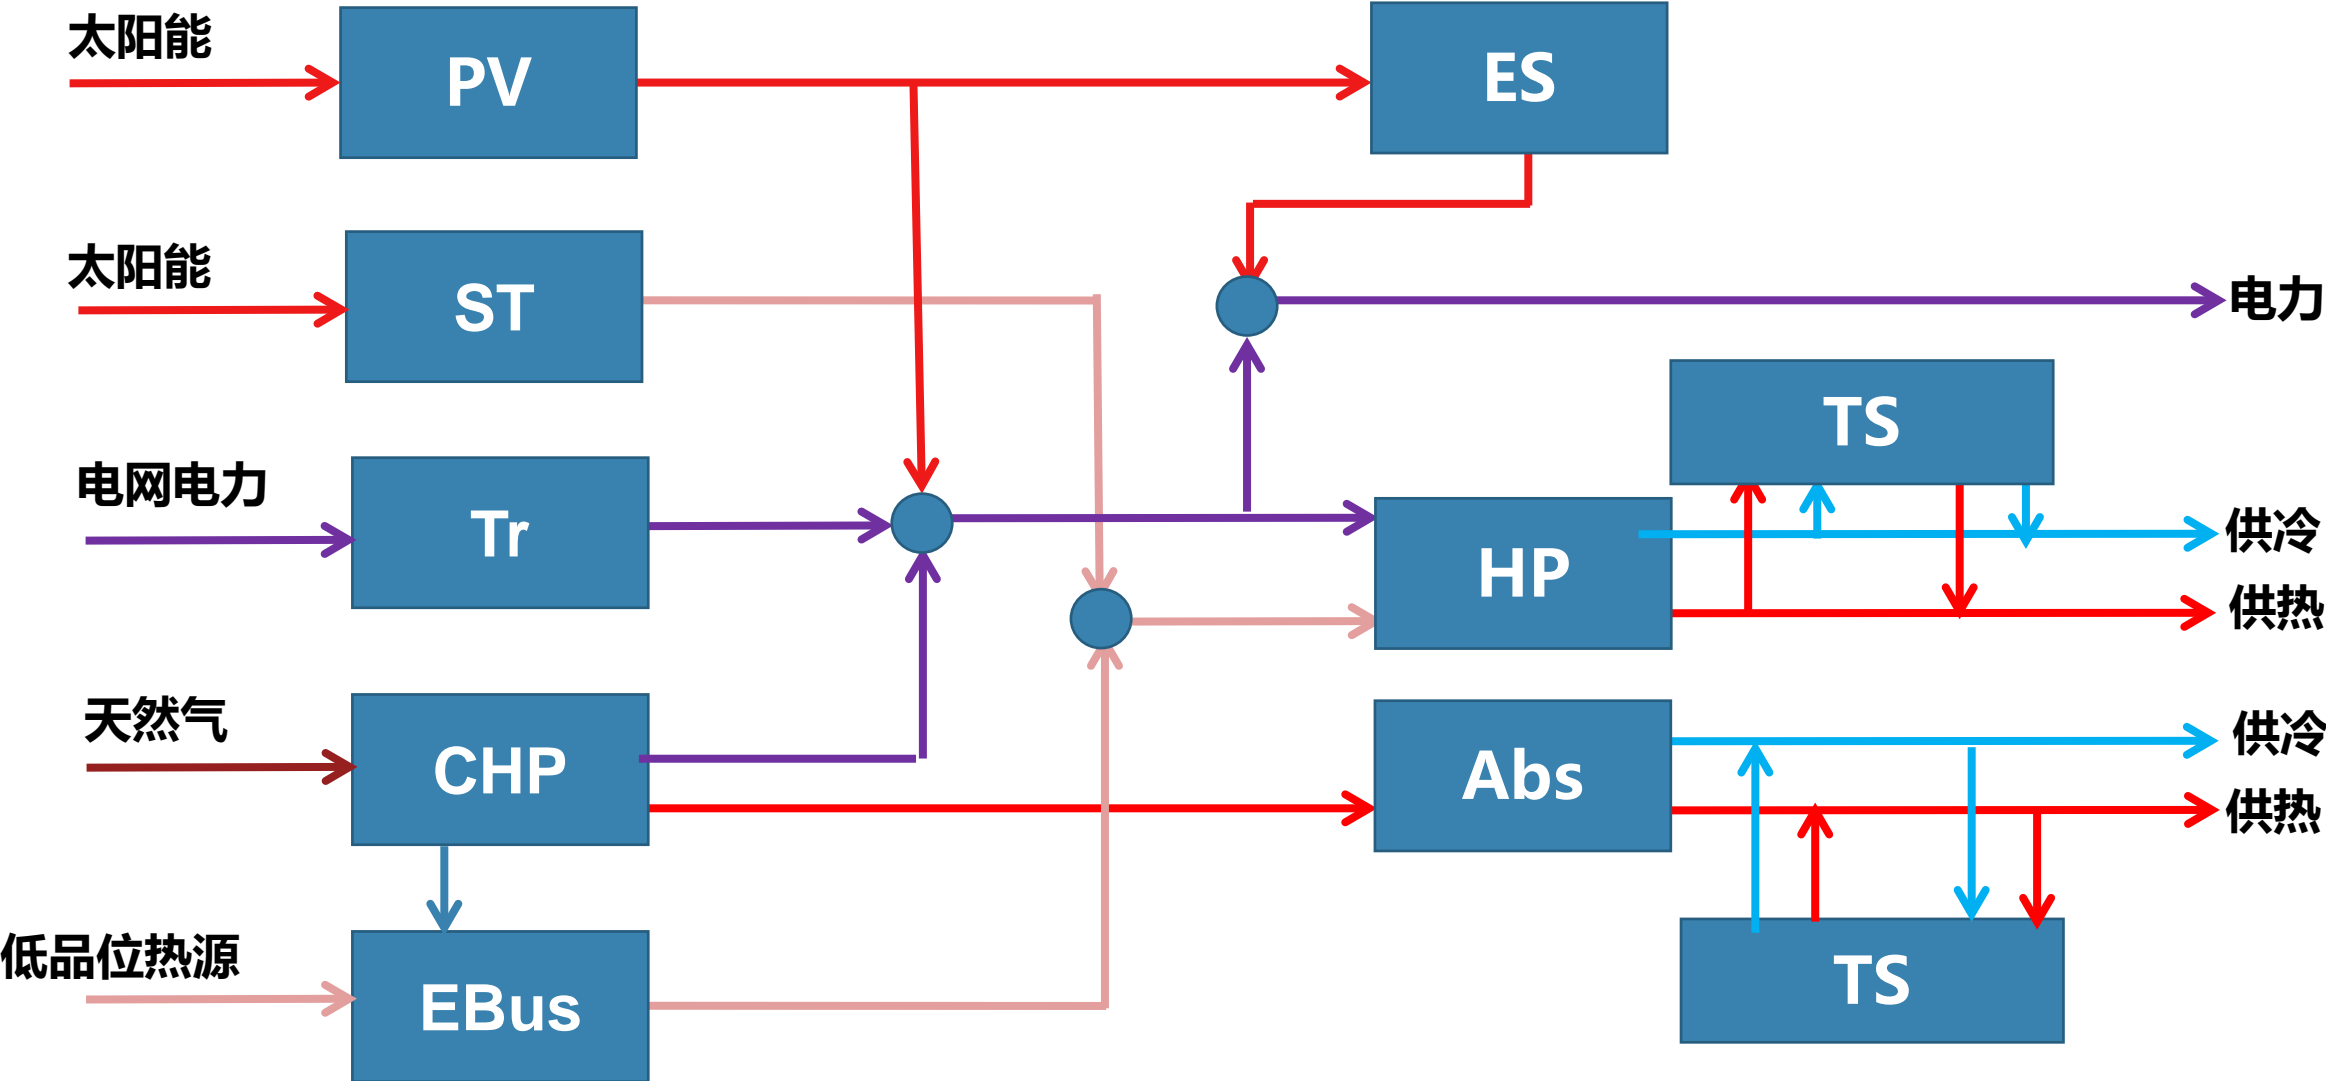 太阳能
PV
ES
太阳能
ST
电力
TS
电网电力
Tr
HP
供冷
供热
天然气
CHP
Abs
供冷
供热
低品位热源
EBus
TS